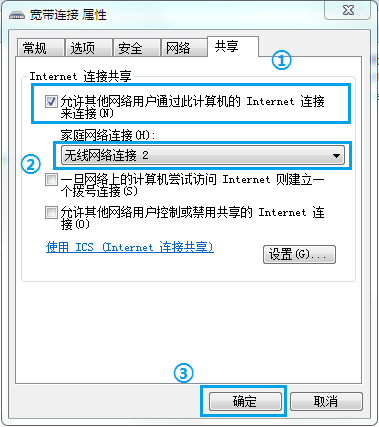 宽带连接 属性
常规 选项 安全 网络 共享
①
Internet 连接共享
允许其他网络用户通过此计算机的 Internet 连接
来连接(N)
家庭网络连接(H):
②
无线网络连接 2
一旦网络上的计算机尝试访问 Internet 则建立一
个拨号连接(S)
允许其他网络用户控制或禁用共享的 Internet 连
接(O)
使用 ICS (Internet 连接共享)
设置(G)...
③
确定 取消